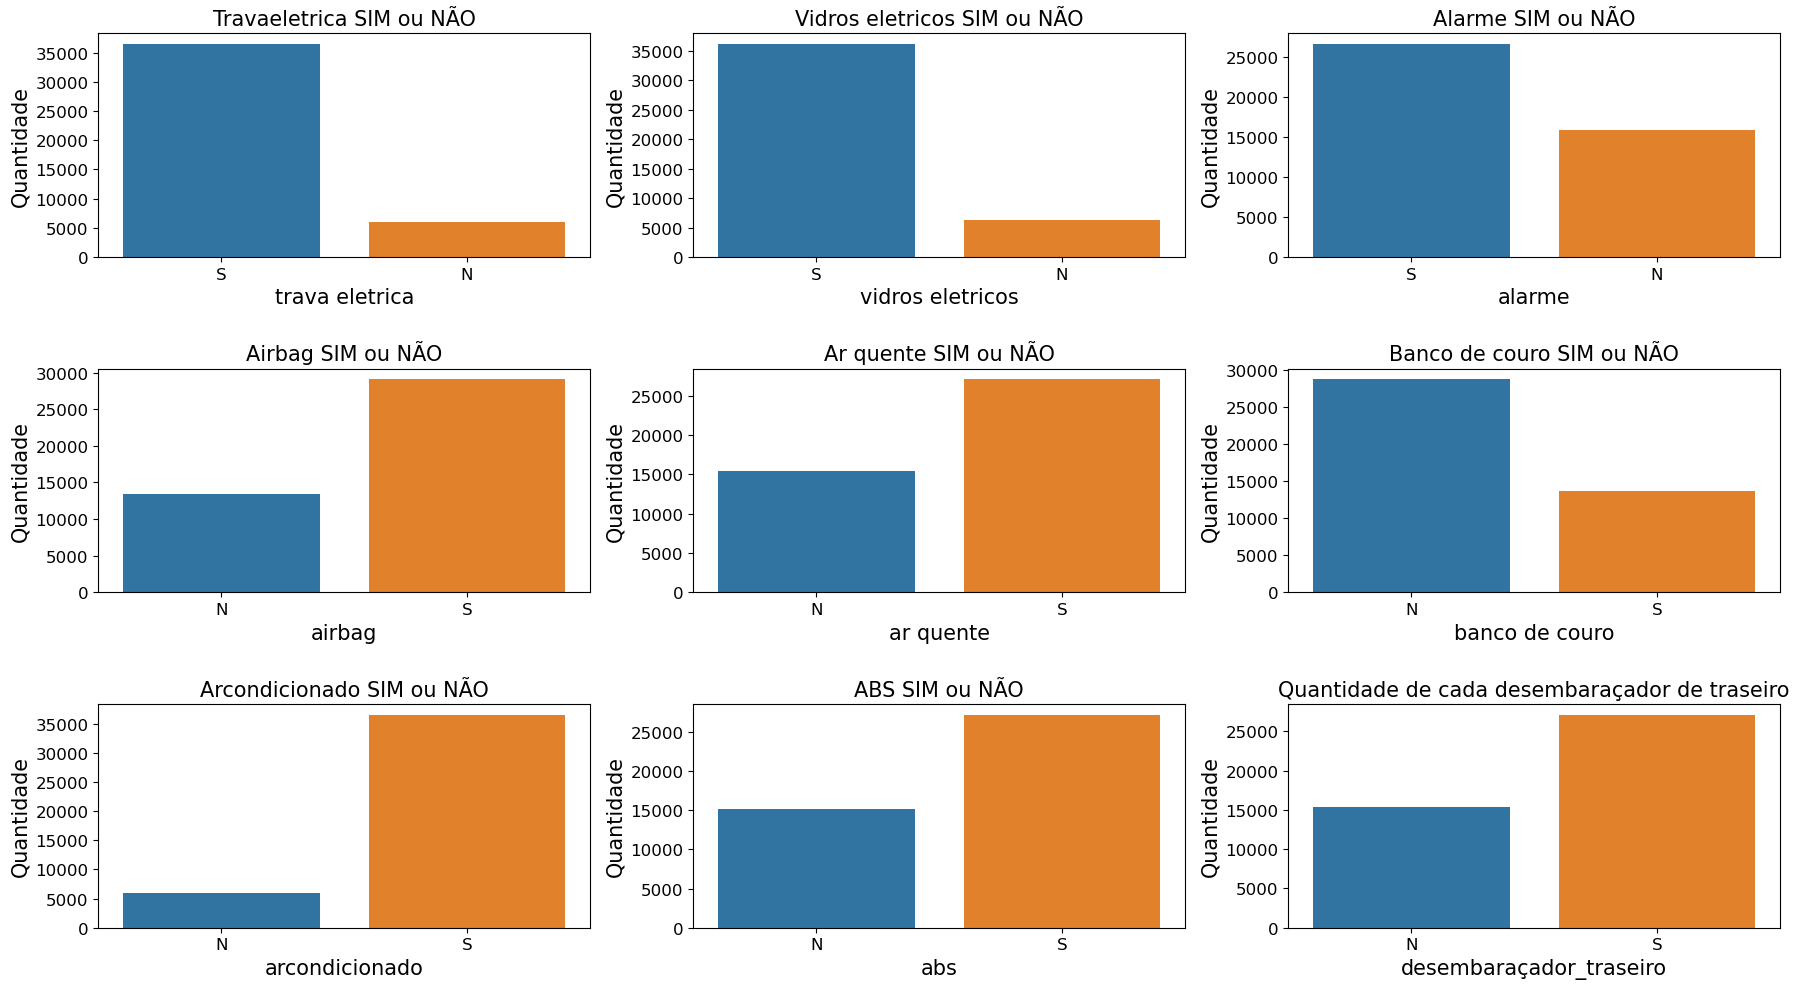 Travaeletrica SIM ou NÃO
35000
30000
25000
20000
15000
10000
5000
0
Quantidade
S
N
trava eletrica
Vidros eletricos SIM ou NÃO
35000
30000
25000
20000
15000
10000
5000
0
Quantidade
S
N
vidros eletricos
Alarme SIM ou NÃO
25000
20000
15000
10000
5000
0
Quantidade
S
N
alarme
Airbag SIM ou NÃO
30000
25000
20000
15000
10000
5000
0
Quantidade
N
S
airbag
Ar quente SIM ou NÃO
25000
20000
15000
10000
5000
0
Quantidade
N
S
ar quente
Banco de couro SIM ou NÃO
30000
25000
20000
15000
10000
5000
0
Quantidade
N
S
banco de couro
Arcondicionado SIM ou NÃO
35000
30000
25000
20000
15000
10000
5000
0
Quantidade
N
S
arcondicionado
ABS SIM ou NÃO
25000
20000
15000
10000
5000
0
Quantidade
N
S
abs
Quantidade de cada desembaraçador de traseiro
25000
20000
15000
10000
5000
0
Quantidade
N
S
desembaraçador_traseiro